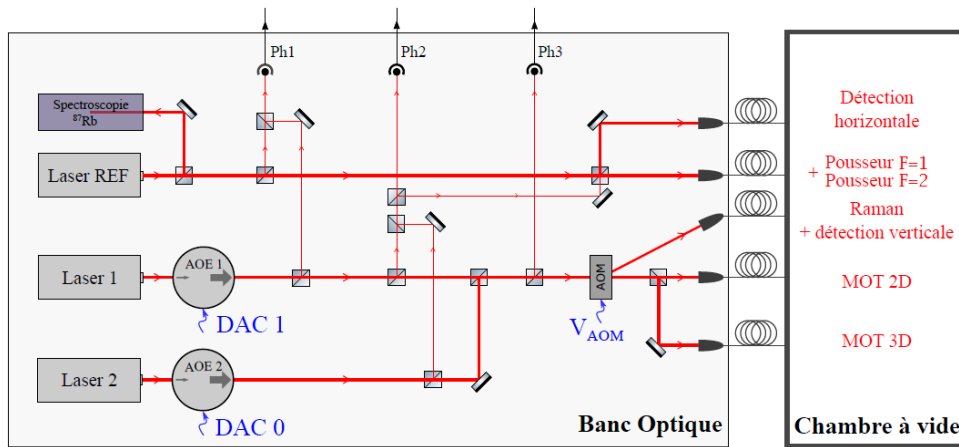 Ph1
Ph2
Ph3
Spectroscopie
⁸⁷Rb
Laser REF
Laser 1
AOE 1
DAC 1
Laser 2
AOE 2
DAC 0
AOM
V_AOM
Banc Optique
Détection
horizontale
+ Pousseur F=1
Pousseur F=2
Raman
+ détection verticale
MOT 2D
MOT 3D
Chambre à vide